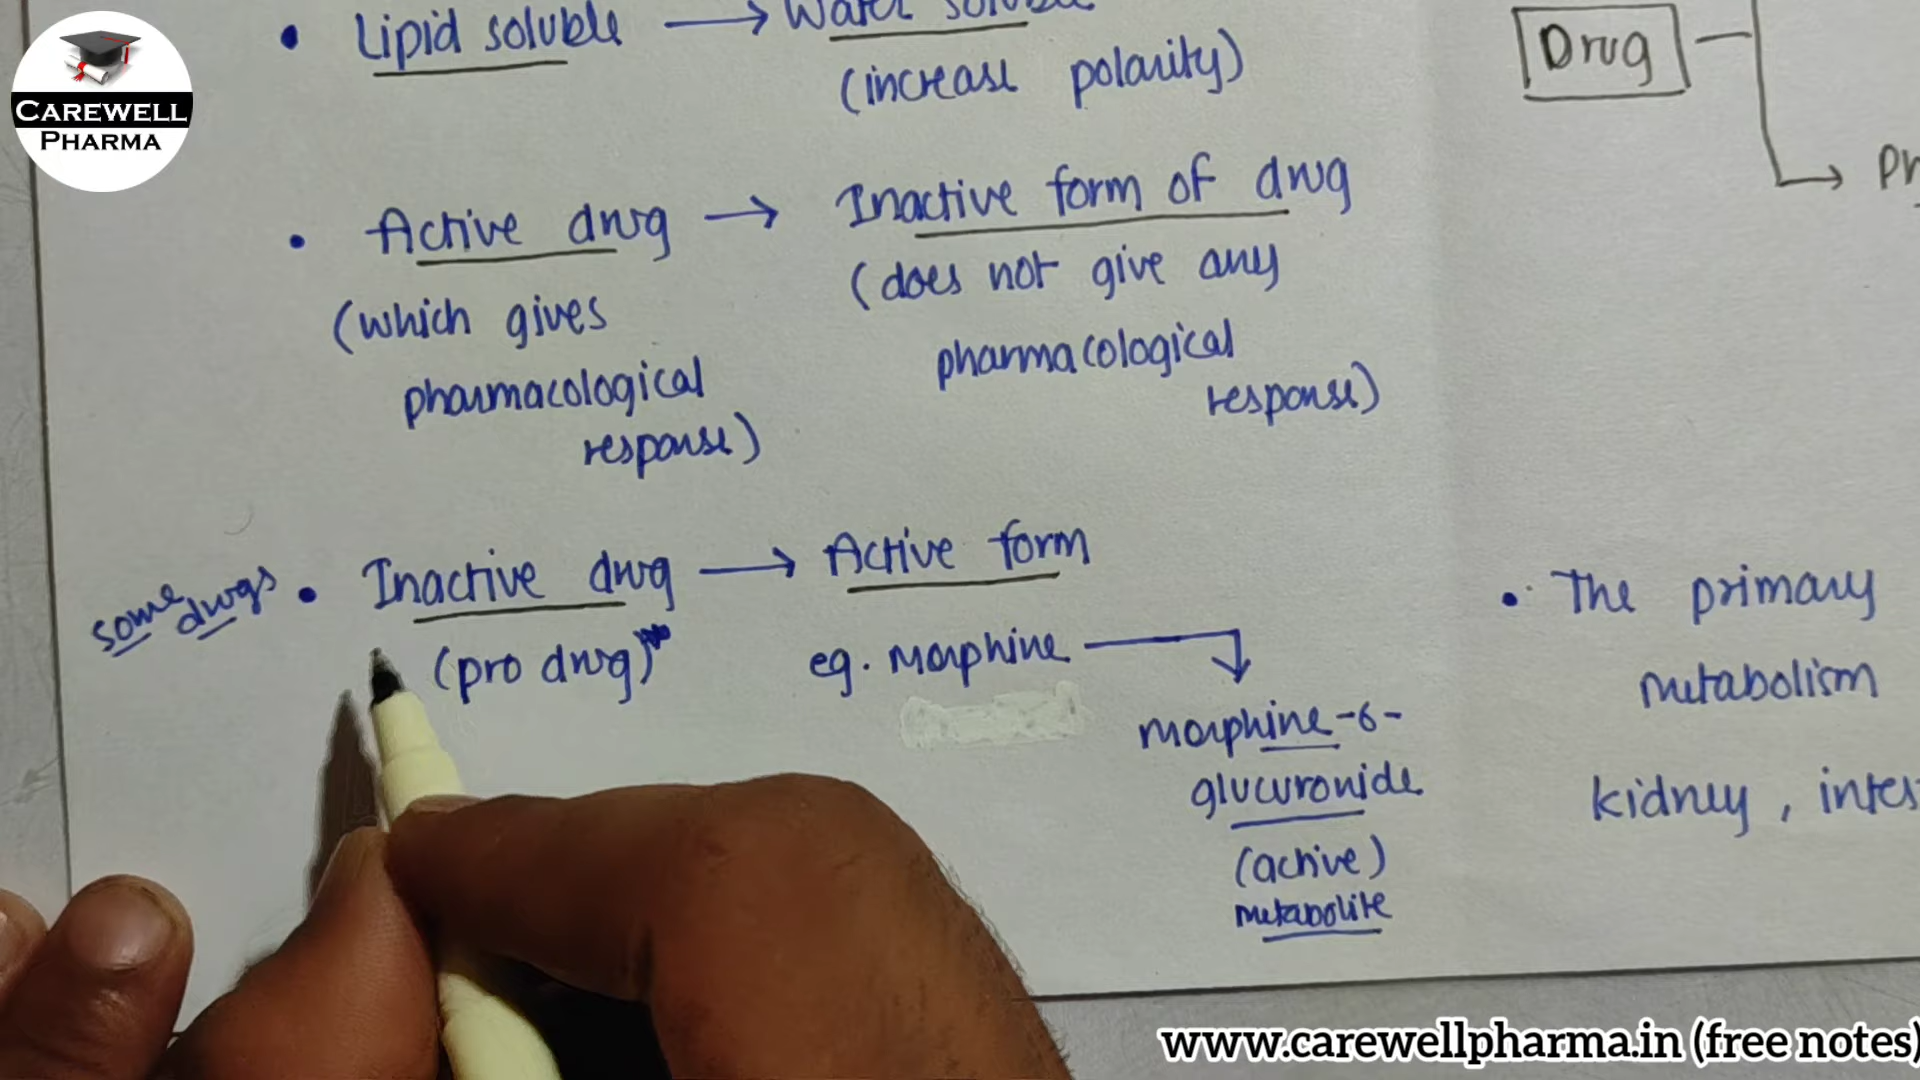 CAREWELL
PHARMA
• Lipid soluble → Water soluble
(increase polarity)
• Active drug → Inactive form of drug
(which gives
pharmacological
response)
(does not give any
pharmacological
response)
some drugs
• Inactive drug → Active form
(pro drug)
eg. Morphine
morphine-6-
glucuronide
(active)
metabolite
Drug
→ Ph
• The primary
metabolism
kidney, intes
www.carewellpharma.in (free notes)